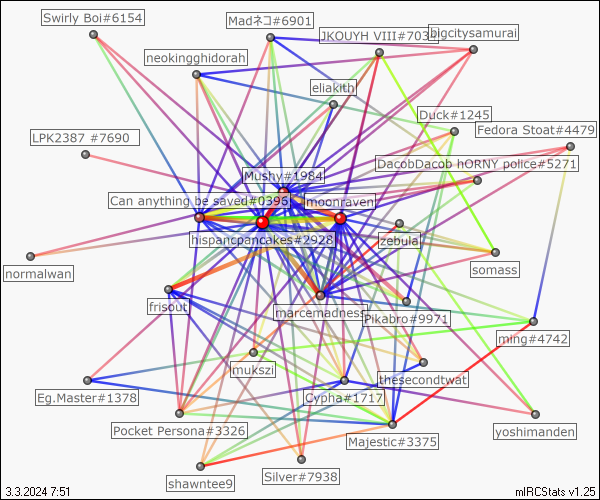 Swirly Boi#6154
Madネコ#6901
JKOUYH VIII#703
bigcitysamurai
neokingghidorah
eliakith
Duck#1245
Fedora Stoat#4479
LPK2387 #7690
DacobDacob hORNY police#5271
Mushy#1984
Can anything be saved#0396
moonraven
hispancpancakes#2928
zebulal
normalwan
somass
frisout
marcemadness
Pikabro#9971
ming#4742
mukszi
thesecondtwat
Eg.Master#1378
Cypha#1717
Pocket Persona#3326
Majestic#3375
yoshimanden
shawntee9
Silver#7938
3.3.2024 7:51
mIRCStats v1.25